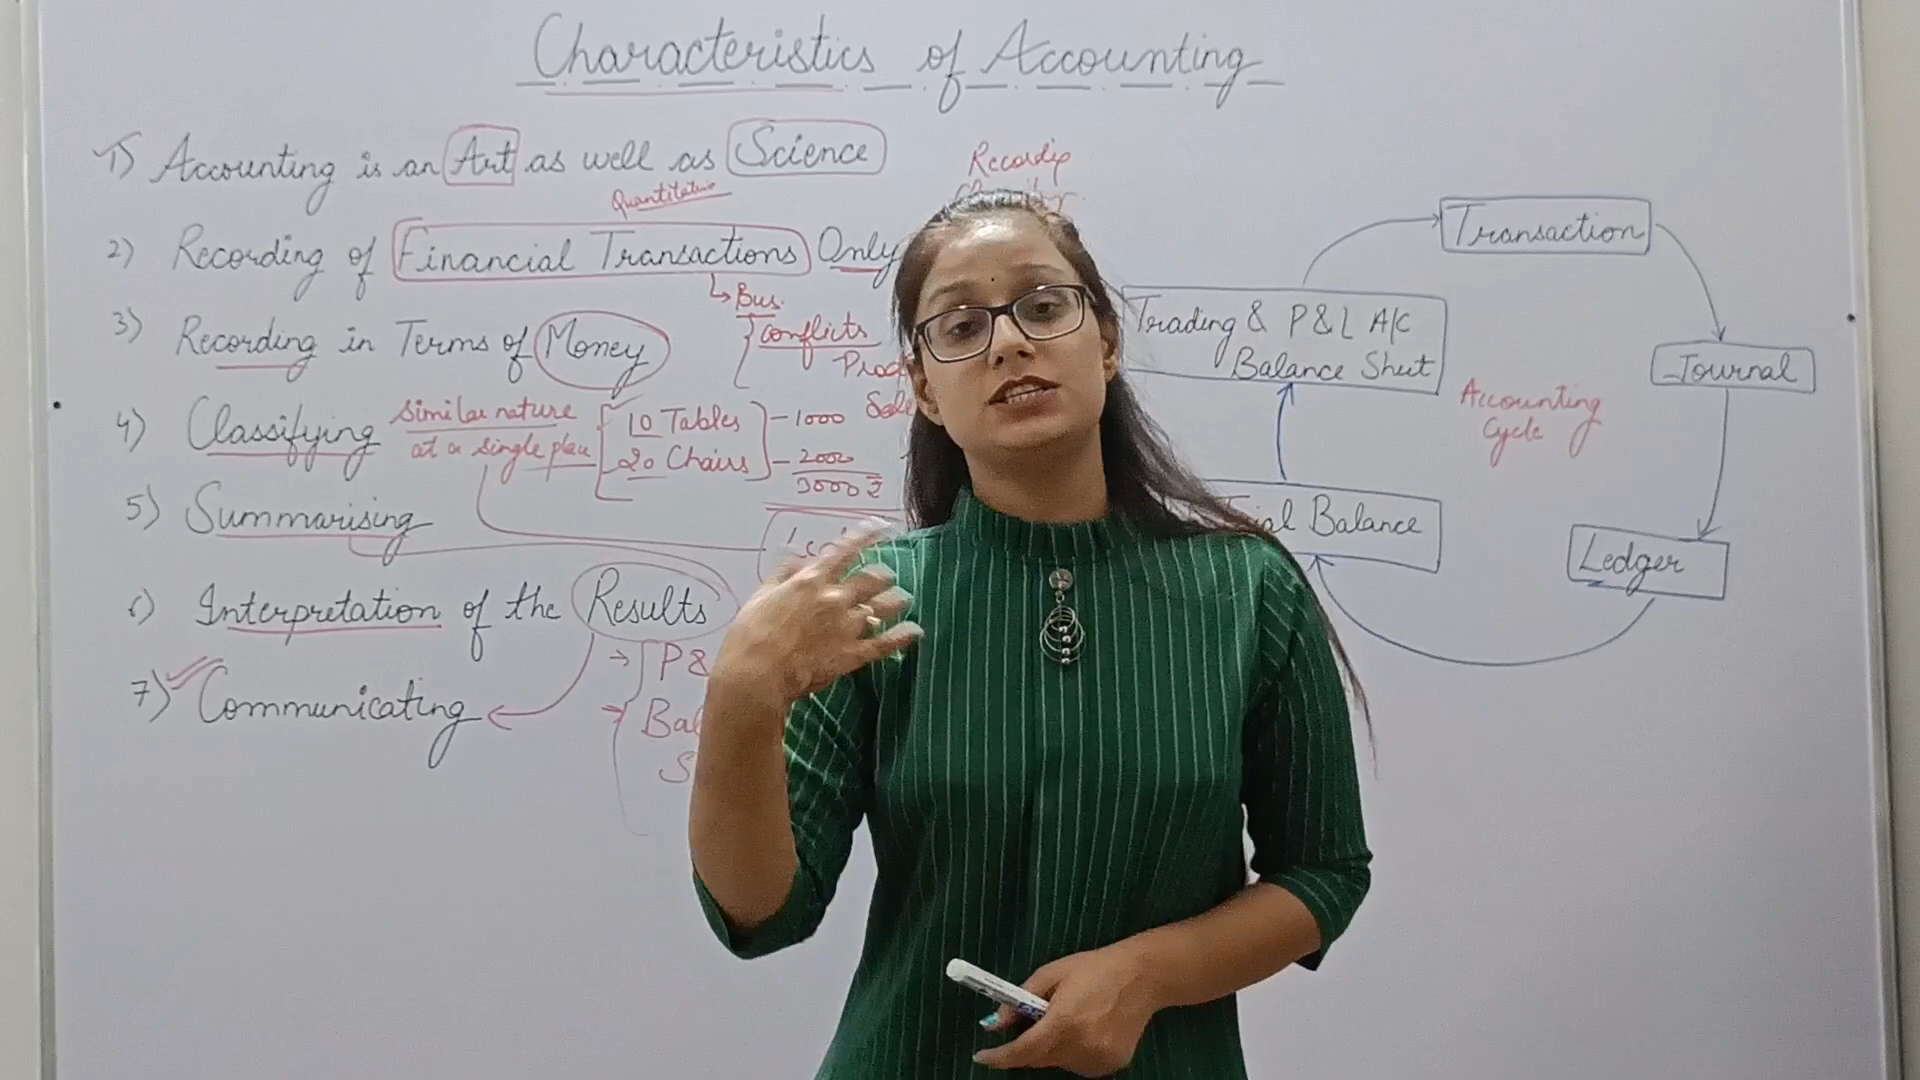 Characteristics of Accounting
1) Accounting is an Art as well as Science
Quantitative
2) Recording of Financial Transactions Only
Bus.
conflicts
3) Recording in Terms of Money
4) Classifying similar nature
at a single place
10 Tables - 1000
20 Chairs - 2000
3000 ₹
5) Summarising
6) Interpretation of the Results
7) Communicating
Transaction
Journal
Ledger
Balance
Trading & P&L A/C
Balance Sheet
Accounting
Cycle